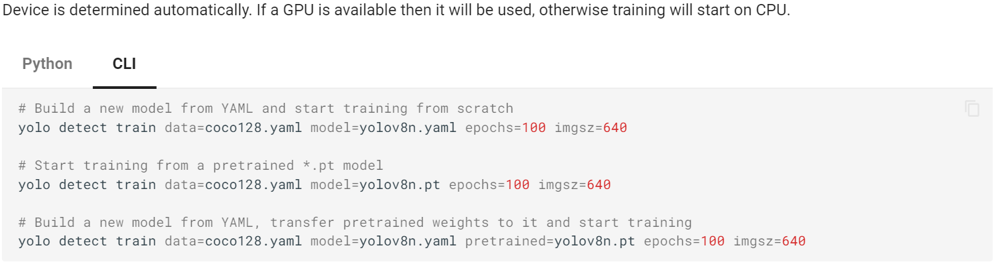 Device is determined automatically. If a GPU is available then it will be used, otherwise training will start on CPU.
Python CLI
# Build a new model from YAML and start training from scratch
yolo detect train data=coco128.yaml model=yolov8n.yaml epochs=100 imgsz=640
# Start training from a pretrained *.pt model
yolo detect train data=coco128.yaml model=yolov8n.pt epochs=100 imgsz=640
# Build a new model from YAML, transfer pretrained weights to it and start training
yolo detect train data=coco128.yaml model=yolov8n.yaml pretrained=yolov8n.pt epochs=100 imgsz=640